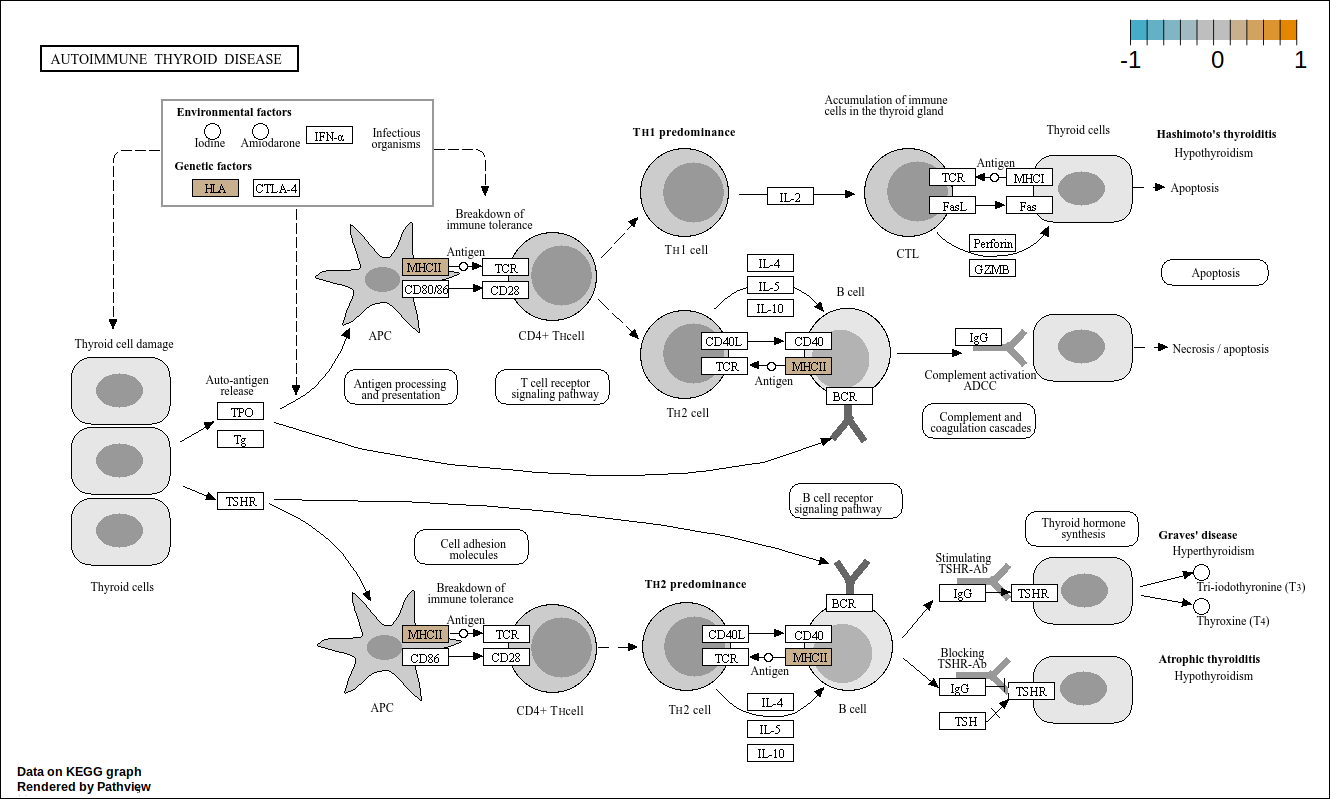 -1 0 1
AUTOIMMUNE THYROID DISEASE
Environmental factors
Iodine
Amiodarone
IFN-α
Infectious
organisms
Genetic factors
HLA
CTLA-4
Breakdown of
immune tolerance
Antigen
MHCII
TCR
CD80/86
CD28
APC
CD4+ THcell
Antigen processing
and presentation
T cell receptor
signaling pathway
TH1 predominance
TH1 cell
IL-2
Accumulation of immune
cells in the thyroid gland
CTL
TCR
Antigen
MHCI
FasL
Fas
Perforin
GZMB
Thyroid cells
Hashimoto's thyroiditis
Hypothyroidism
Apoptosis
Apoptosis
IL-4
IL-5
IL-10
B cell
CD40L
CD40
TCR
MHCII
Antigen
TH2 cell
BCR
IgG
Complement activation
ADCC
Necrosis / apoptosis
Complement and
coagulation cascades
Thyroid cell damage
Auto-antigen
release
TPO
Tg
TSHR
Thyroid cells
B cell receptor
signaling pathway
Cell adhesion
molecules
Breakdown of
immune tolerance
Antigen
MHCII
TCR
CD86
CD28
APC
CD4+ THcell
TH2 predominance
CD40L
CD40
TCR
MHCII
Antigen
TH2 cell
IL-4
IL-5
IL-10
BCR
B cell
Thyroid hormone
synthesis
Stimulating
TSHR-Ab
IgG
TSHR
Graves' disease
Hyperthyroidism
Tri-iodothyronine (T3)
Thyroxine (T4)
Blocking
TSHR-Ab
IgG
TSHR
TSH
Atrophic thyroiditis
Hypothyroidism
Data on KEGG graph
Rendered by Pathview